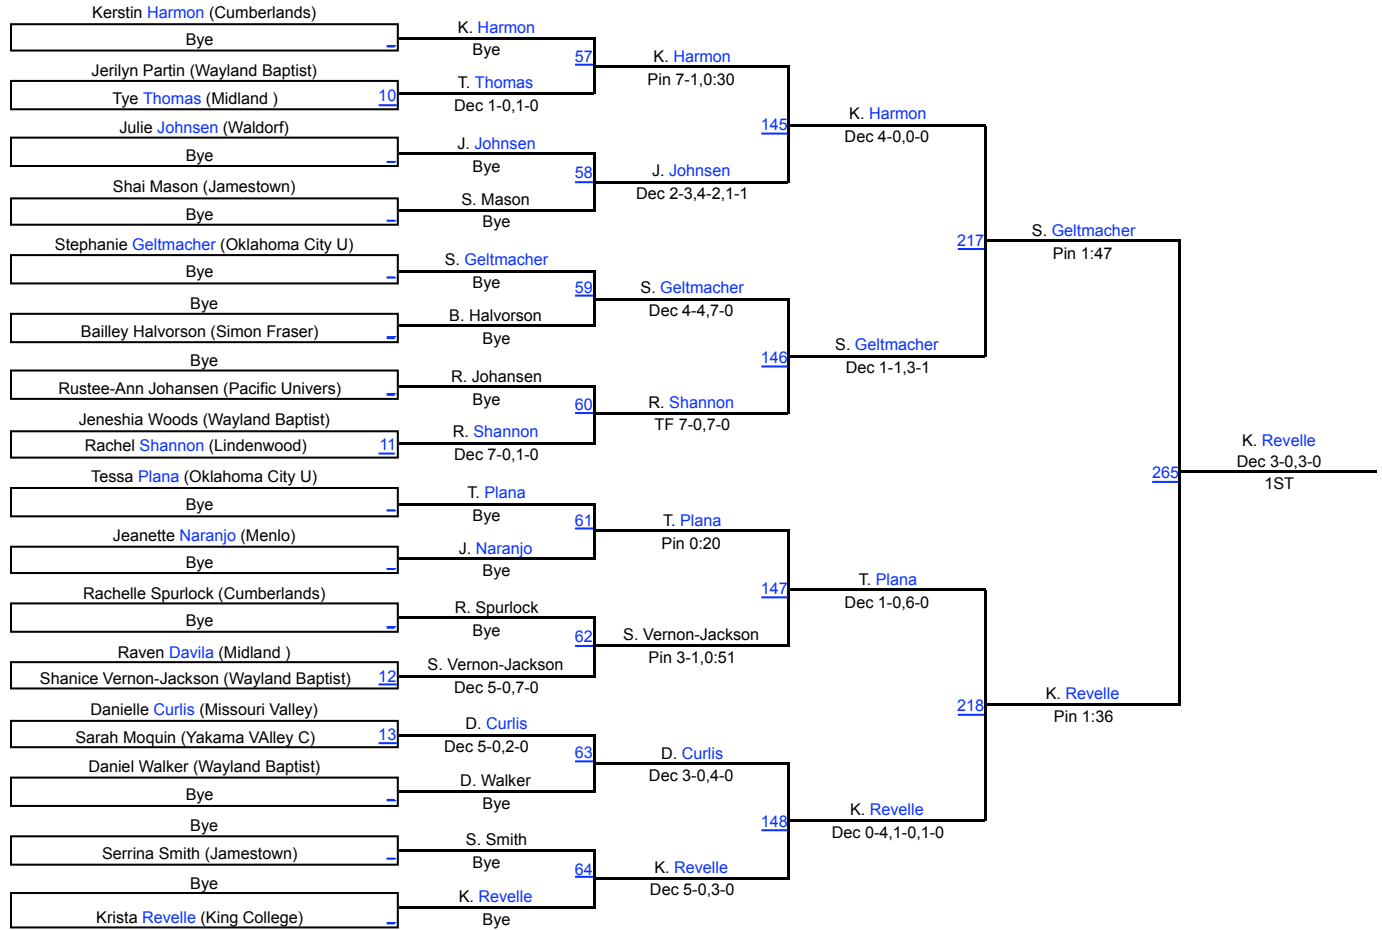 Kerstin Harmon (Cumberlands)
Bye
Jerilyn Partin (Wayland Baptist)
Tye Thomas (Midland ) 10
Julie Johnsen (Waldorf)
Bye
Shai Mason (Jamestown)
Bye
Stephanie Geltmacher (Oklahoma City U)
Bye
Bye
Bailley Halvorson (Simon Fraser)
Bye
Rustee-Ann Johansen (Pacific Univers)
Jeneshia Woods (Wayland Baptist)
Rachel Shannon (Lindenwood) 11
Tessa Plana (Oklahoma City U)
Bye
Jeanette Naranjo (Menlo)
Bye
Rachelle Spurlock (Cumberlands)
Bye
Raven Davila (Midland )
Shanice Vernon-Jackson (Wayland Baptist) 12
Danielle Curlis (Missouri Valley)
Sarah Moquin (Yakama VAlley C) 13
Daniel Walker (Wayland Baptist)
Bye
Bye
Serrina Smith (Jamestown)
Bye
Krista Revelle (King College)
K. Harmon
Bye
57
T. Thomas
Dec 1-0,1-0
J. Johnsen
Bye
58
S. Mason
Bye
S. Geltmacher
Bye
59
B. Halvorson
Bye
R. Johansen
Bye
60
R. Shannon
Dec 7-0,1-0
T. Plana
Bye
61
J. Naranjo
Bye
R. Spurlock
Bye
62
S. Vernon-Jackson
Dec 5-0,7-0
D. Curlis
Dec 5-0,2-0
63
D. Walker
Bye
S. Smith
Bye
64
K. Revelle
Bye
K. Harmon
Pin 7-1,0:30
145
J. Johnsen
Dec 2-3,4-2,1-1
S. Geltmacher
Dec 4-4,7-0
146
R. Shannon
TF 7-0,7-0
T. Plana
Pin 0:20
147
S. Vernon-Jackson
Pin 3-1,0:51
D. Curlis
Dec 3-0,4-0
148
K. Revelle
Dec 5-0,3-0
K. Harmon
Dec 4-0,0-0
217
S. Geltmacher
Dec 1-1,3-1
T. Plana
Dec 1-0,6-0
218
K. Revelle
Dec 0-4,1-0,1-0
S. Geltmacher
Pin 1:47
265
K. Revelle
Pin 1:36
K. Revelle
Dec 3-0,3-0
1ST